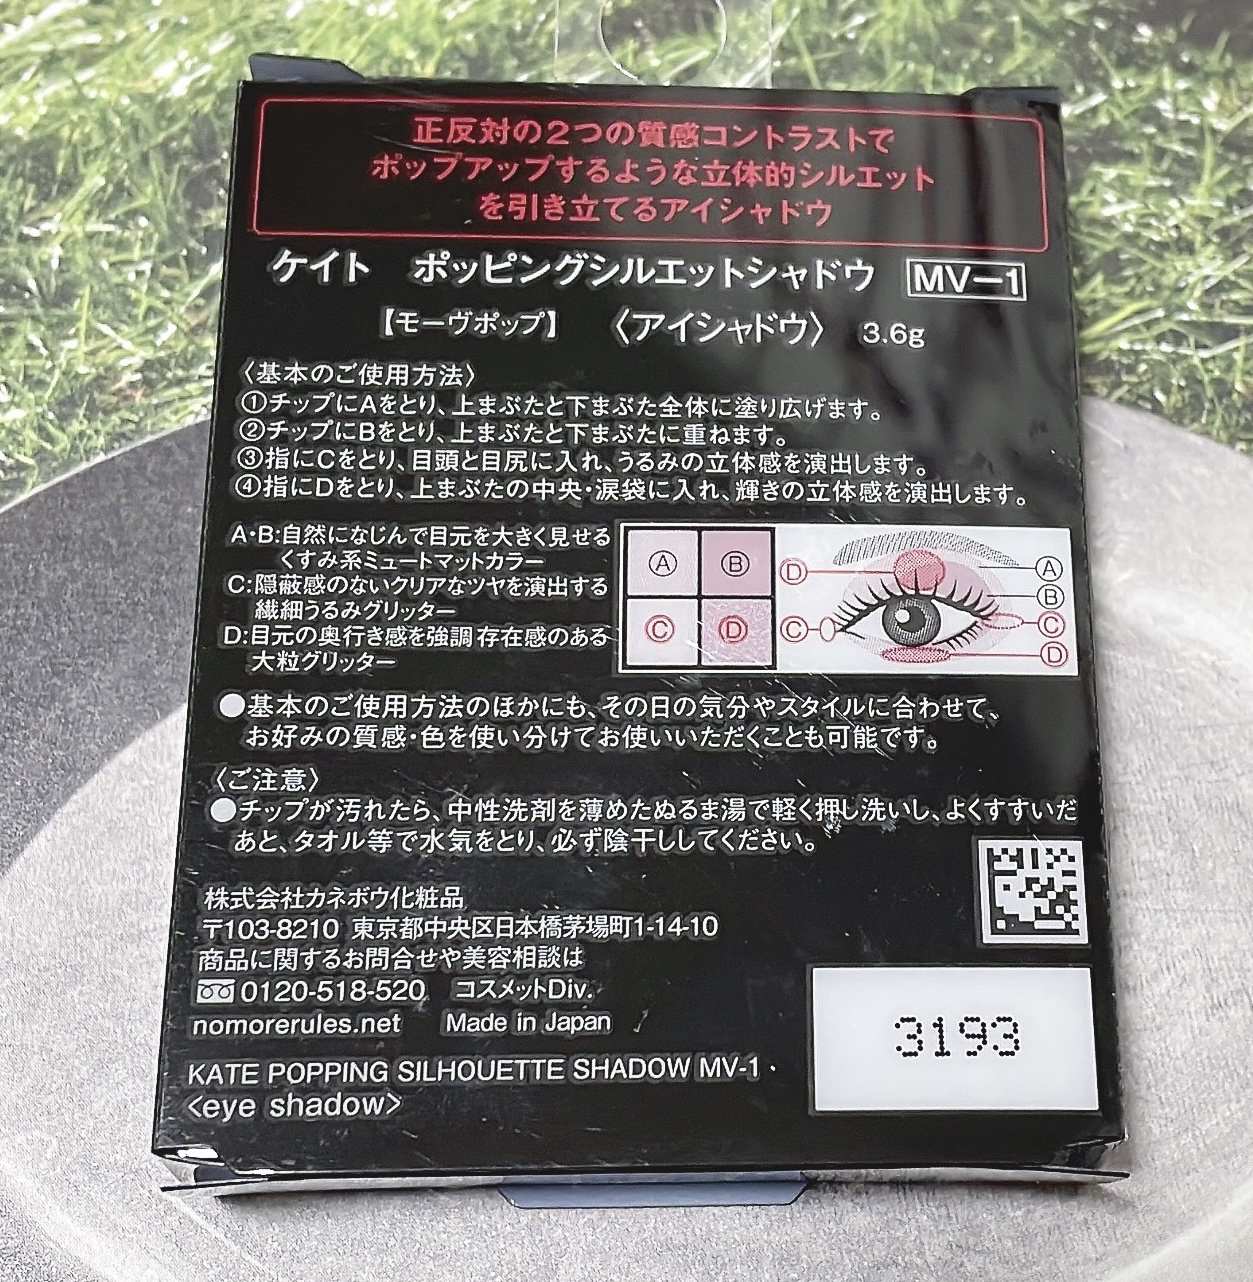 正反対の2つの質感コントラストで
ポップアップするような立体的シルエット
を引き立てるアイシャドウ
ケイト ポッピングシルエットシャドウ MV−1
【モーヴポップ】 〈アイシャドウ〉 3.6g
〈基本のご使用方法〉
①チップにAをとり、上まぶたと下まぶた全体に塗り広げます。
②チップにBをとり、上まぶたと下まぶたに重ねます。
③指にCをとり、目頭と目尻に入れ、うるみの立体感を演出します。
④指にDをとり、上まぶたの中央・涙袋に入れ、輝きの立体感を演出します。
A・B:自然になじんで目元を大きく見せる
くすみ系ミュートマットカラー
C:隠蔽感のないクリアなツヤを演出する
繊細うるみグリッター
D:目元の奥行き感を強調 存在感のある
大粒グリッター
Ⓐ Ⓑ
Ⓒ Ⓓ
Ⓓ Ⓐ
Ⓑ
Ⓒ Ⓒ
Ⓓ
●基本のご使用方法のほかにも、その日の気分やスタイルに合わせて、
お好みの質感・色を使い分けてお使いいただくことも可能です。
〈ご注意〉
●チップが汚れたら、中性洗剤を薄めたぬるま湯で軽く押し洗いし、よくすすいだ
あと、タオル等で水気をとり、必ず陰干ししてください。
株式会社カネボウ化粧品
〒103-8210 東京都中央区日本橋茅場町1-14-10
商品に関するお問合せや美容相談は
0120-518-520 コスメットDiv.
nomorerules.net Made in Japan
3193
KATE POPPING SILHOUETTE SHADOW MV-1・
<eye shadow>